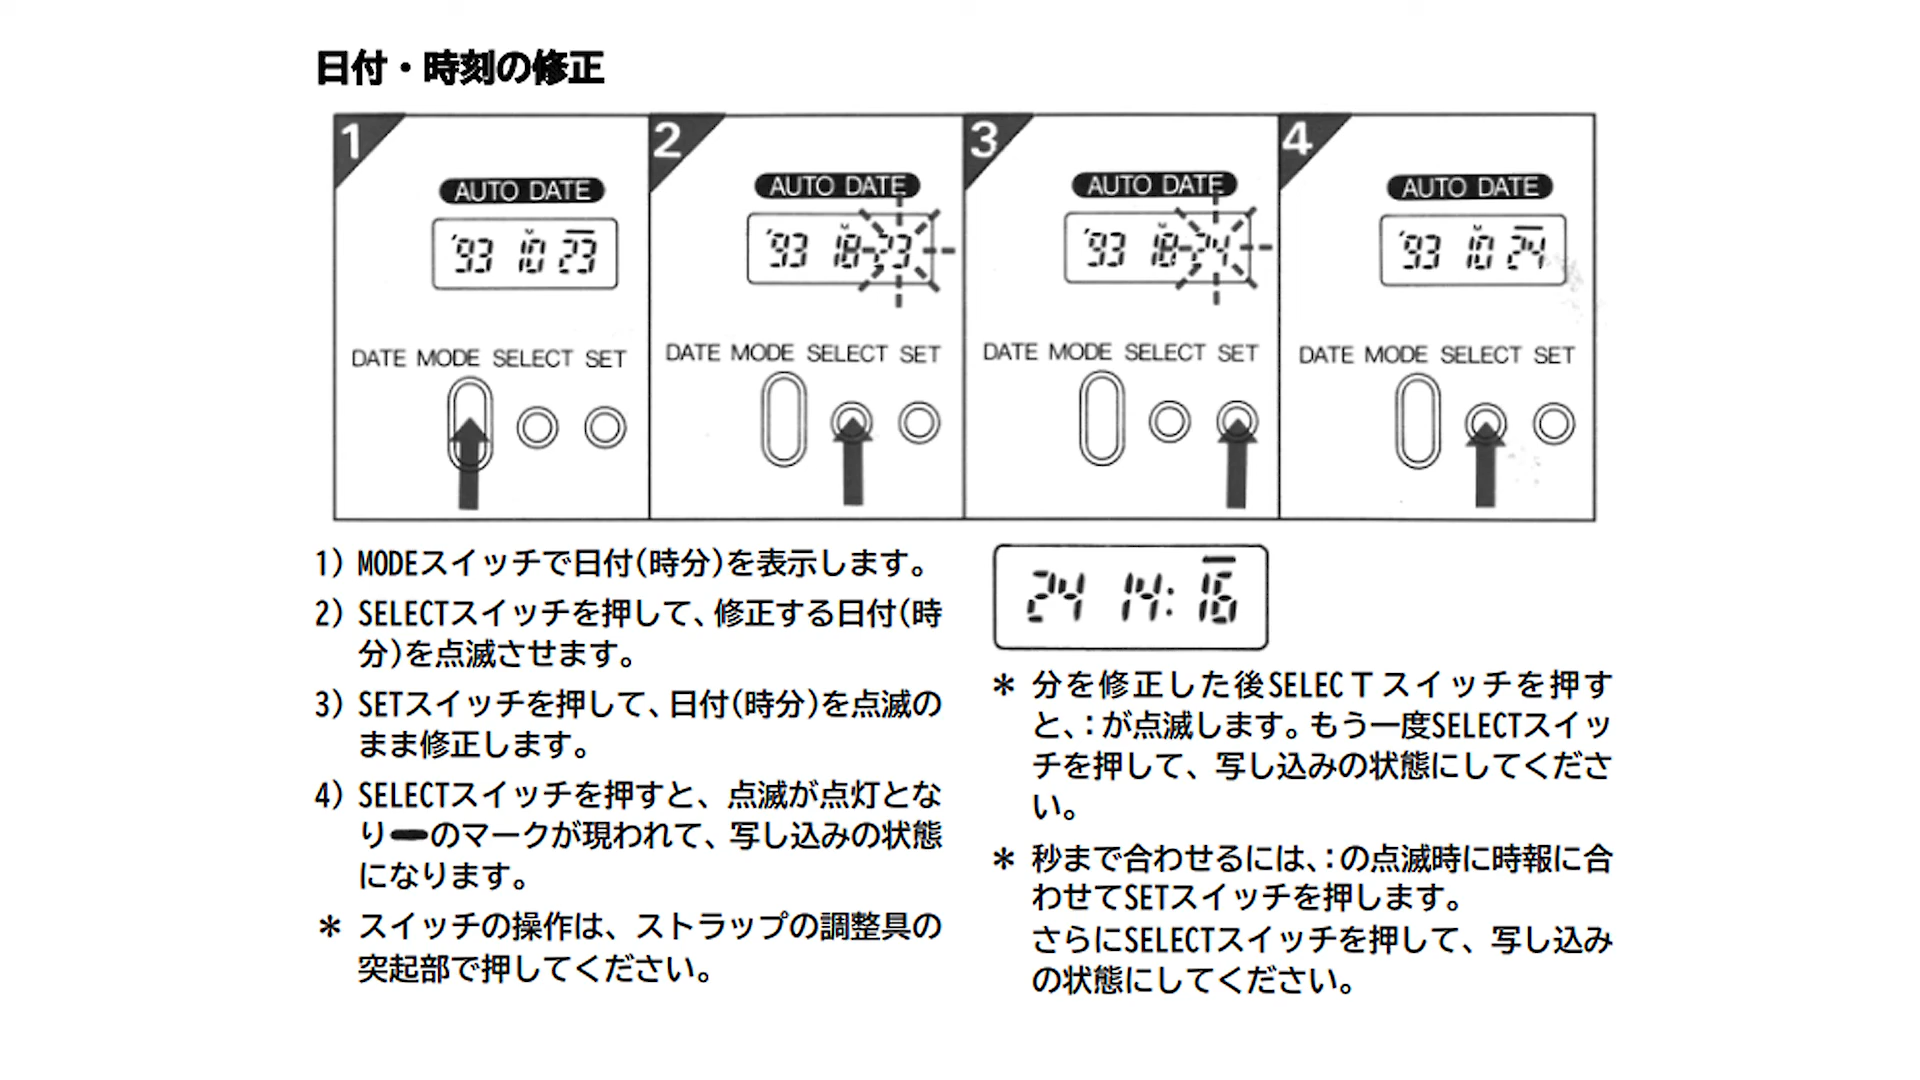 日付・時刻の修正
1
AUTO DATE
'93 10 23
DATE MODE SELECT SET
2
AUTO DATE
'93 10 23
DATE MODE SELECT SET
3
AUTO DATE
'93 10 24
DATE MODE SELECT SET
4
AUTO DATE
'93 10 24
DATE MODE SELECT SET
1) MODEスイッチで日付(時分)を表示します。
2) SELECTスイッチを押して、修正する日付(時
分)を点滅させます。
3) SETスイッチを押して、日付(時分)を点滅の
まま修正します。
4) SELECTスイッチを押すと、点滅が点灯とな
り━のマークが現われて、写し込みの状態
になります。
＊ スイッチの操作は、ストラップの調整具の
突起部で押してください。
24 14:16
＊ 分を修正した後SELECTスイッチを押す
と、:が点滅します。もう一度SELECTスイッ
チを押して、写し込みの状態にしてくださ
い。
＊ 秒まで合わせるには、:の点滅時に時報に合
わせてSETスイッチを押します。
さらにSELECTスイッチを押して、写し込み
の状態にしてください。